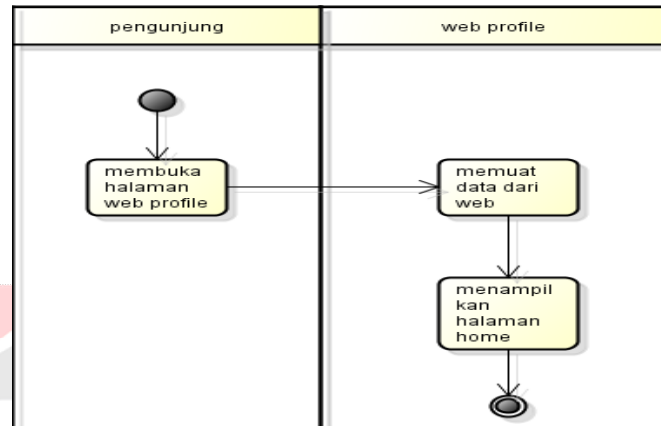 pengunjung
web profile
membuka
halaman
web profile
memuat
data dari
web
menampil
kan
halaman
home